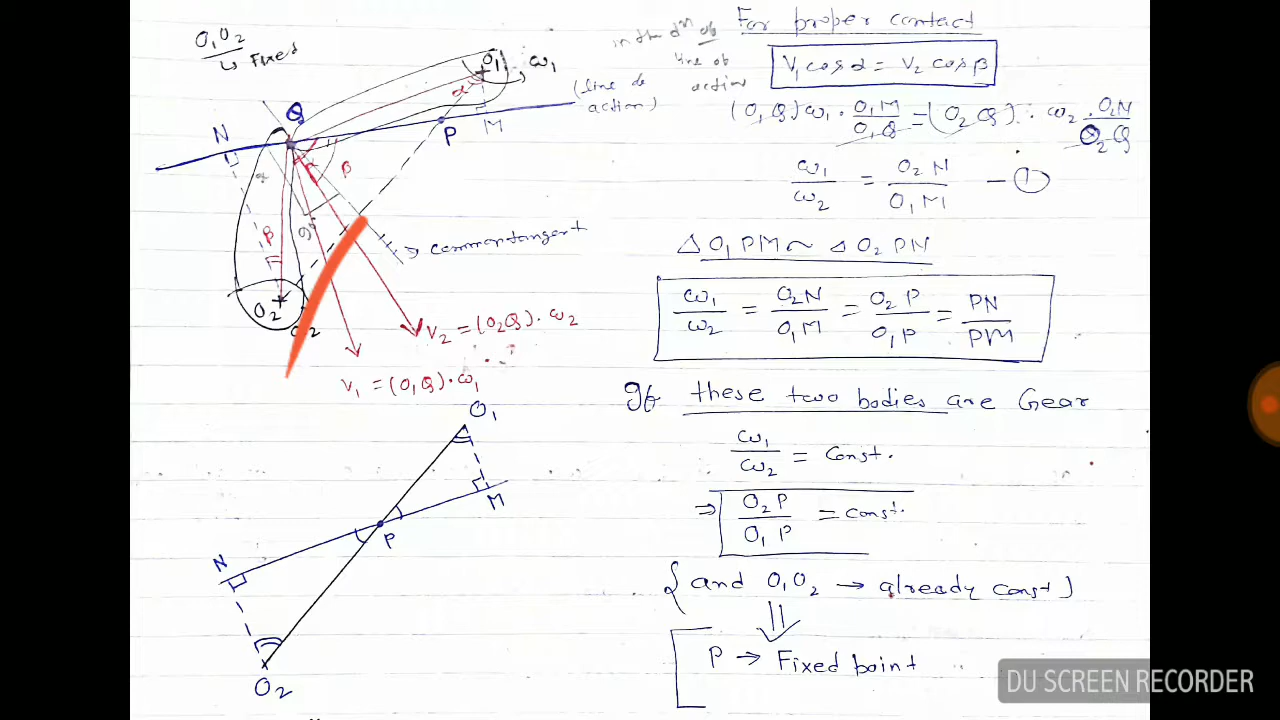 O₁O₂
↳ Fixed
O₁
ω₁
α
Q
N
P
M
(line of action)
β
α
90°
β
→ common tangent
O₂
ω₂
V₂ = (O₂Q)·ω₂
V₁ = (O₁Q)·ω₁
O₁
M
P
N
O₂
For proper contact
in the dⁿ of line of action
V₁ cos α = V₂ cos β
(O₁Q) ω₁ · O₁M/O₁Q = (O₂Q) · ω₂ · O₂N/O₂Q
ω₁/ω₂ = O₂N/O₁M — ①
Δ O₁PM ~ Δ O₂PN
ω₁/ω₂ = O₂N/O₁M = O₂P/O₁P = PN/PM
If these two bodies are Gear
ω₁/ω₂ = Const.
⇒ O₂P/O₁P = const.
{and O₁O₂ → already const}
⇓
P → Fixed point
DU SCREEN RECORDER